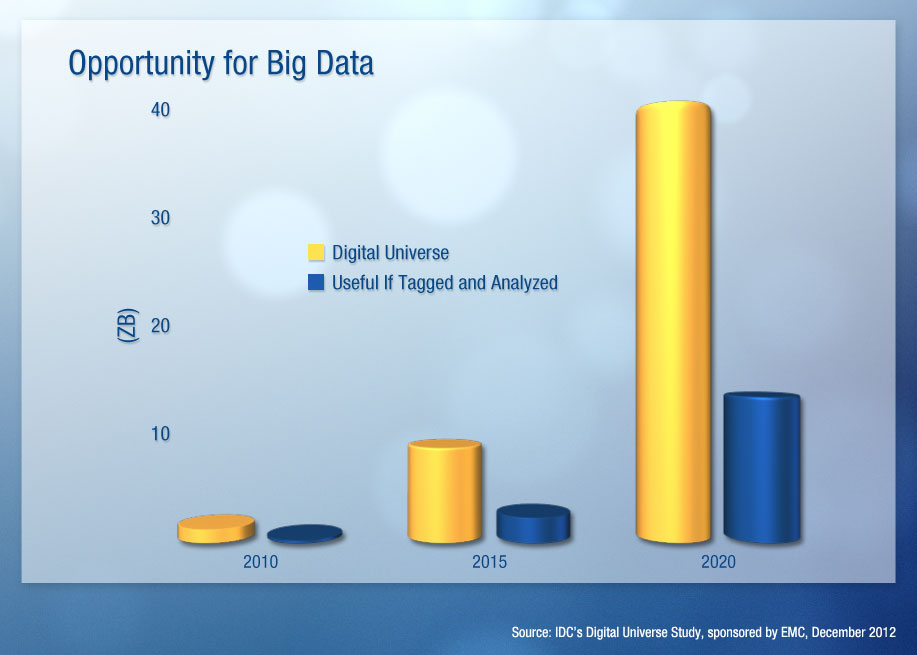 Opportunity for Big Data
40
30
Digital Universe
Useful If Tagged and Analyzed
(ZB)
20
10
2010
2015
2020
Source: IDC's Digital Universe Study, sponsored by EMC, December 2012